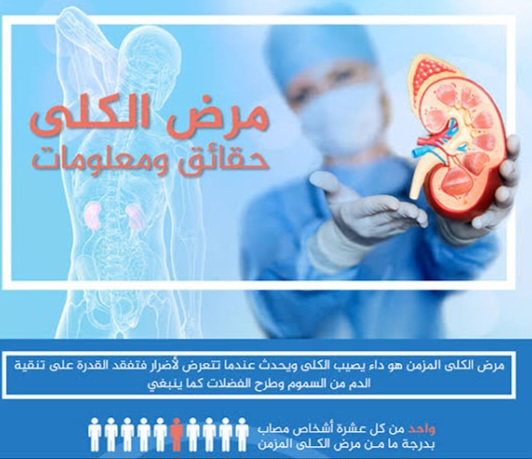 مرض الكلى
حقائق ومعلومات
مرض الكلى المزمن هو داء يصيب الكلى ويحدث عندما تتعرض لأضرار فتفقد القدرة على تنقية
الدم من السموم وطرح الفضلات كما ينبغي
واحد من كل عشرة أشخاص مصاب
بدرجة ما من مرض الكلى المزمن